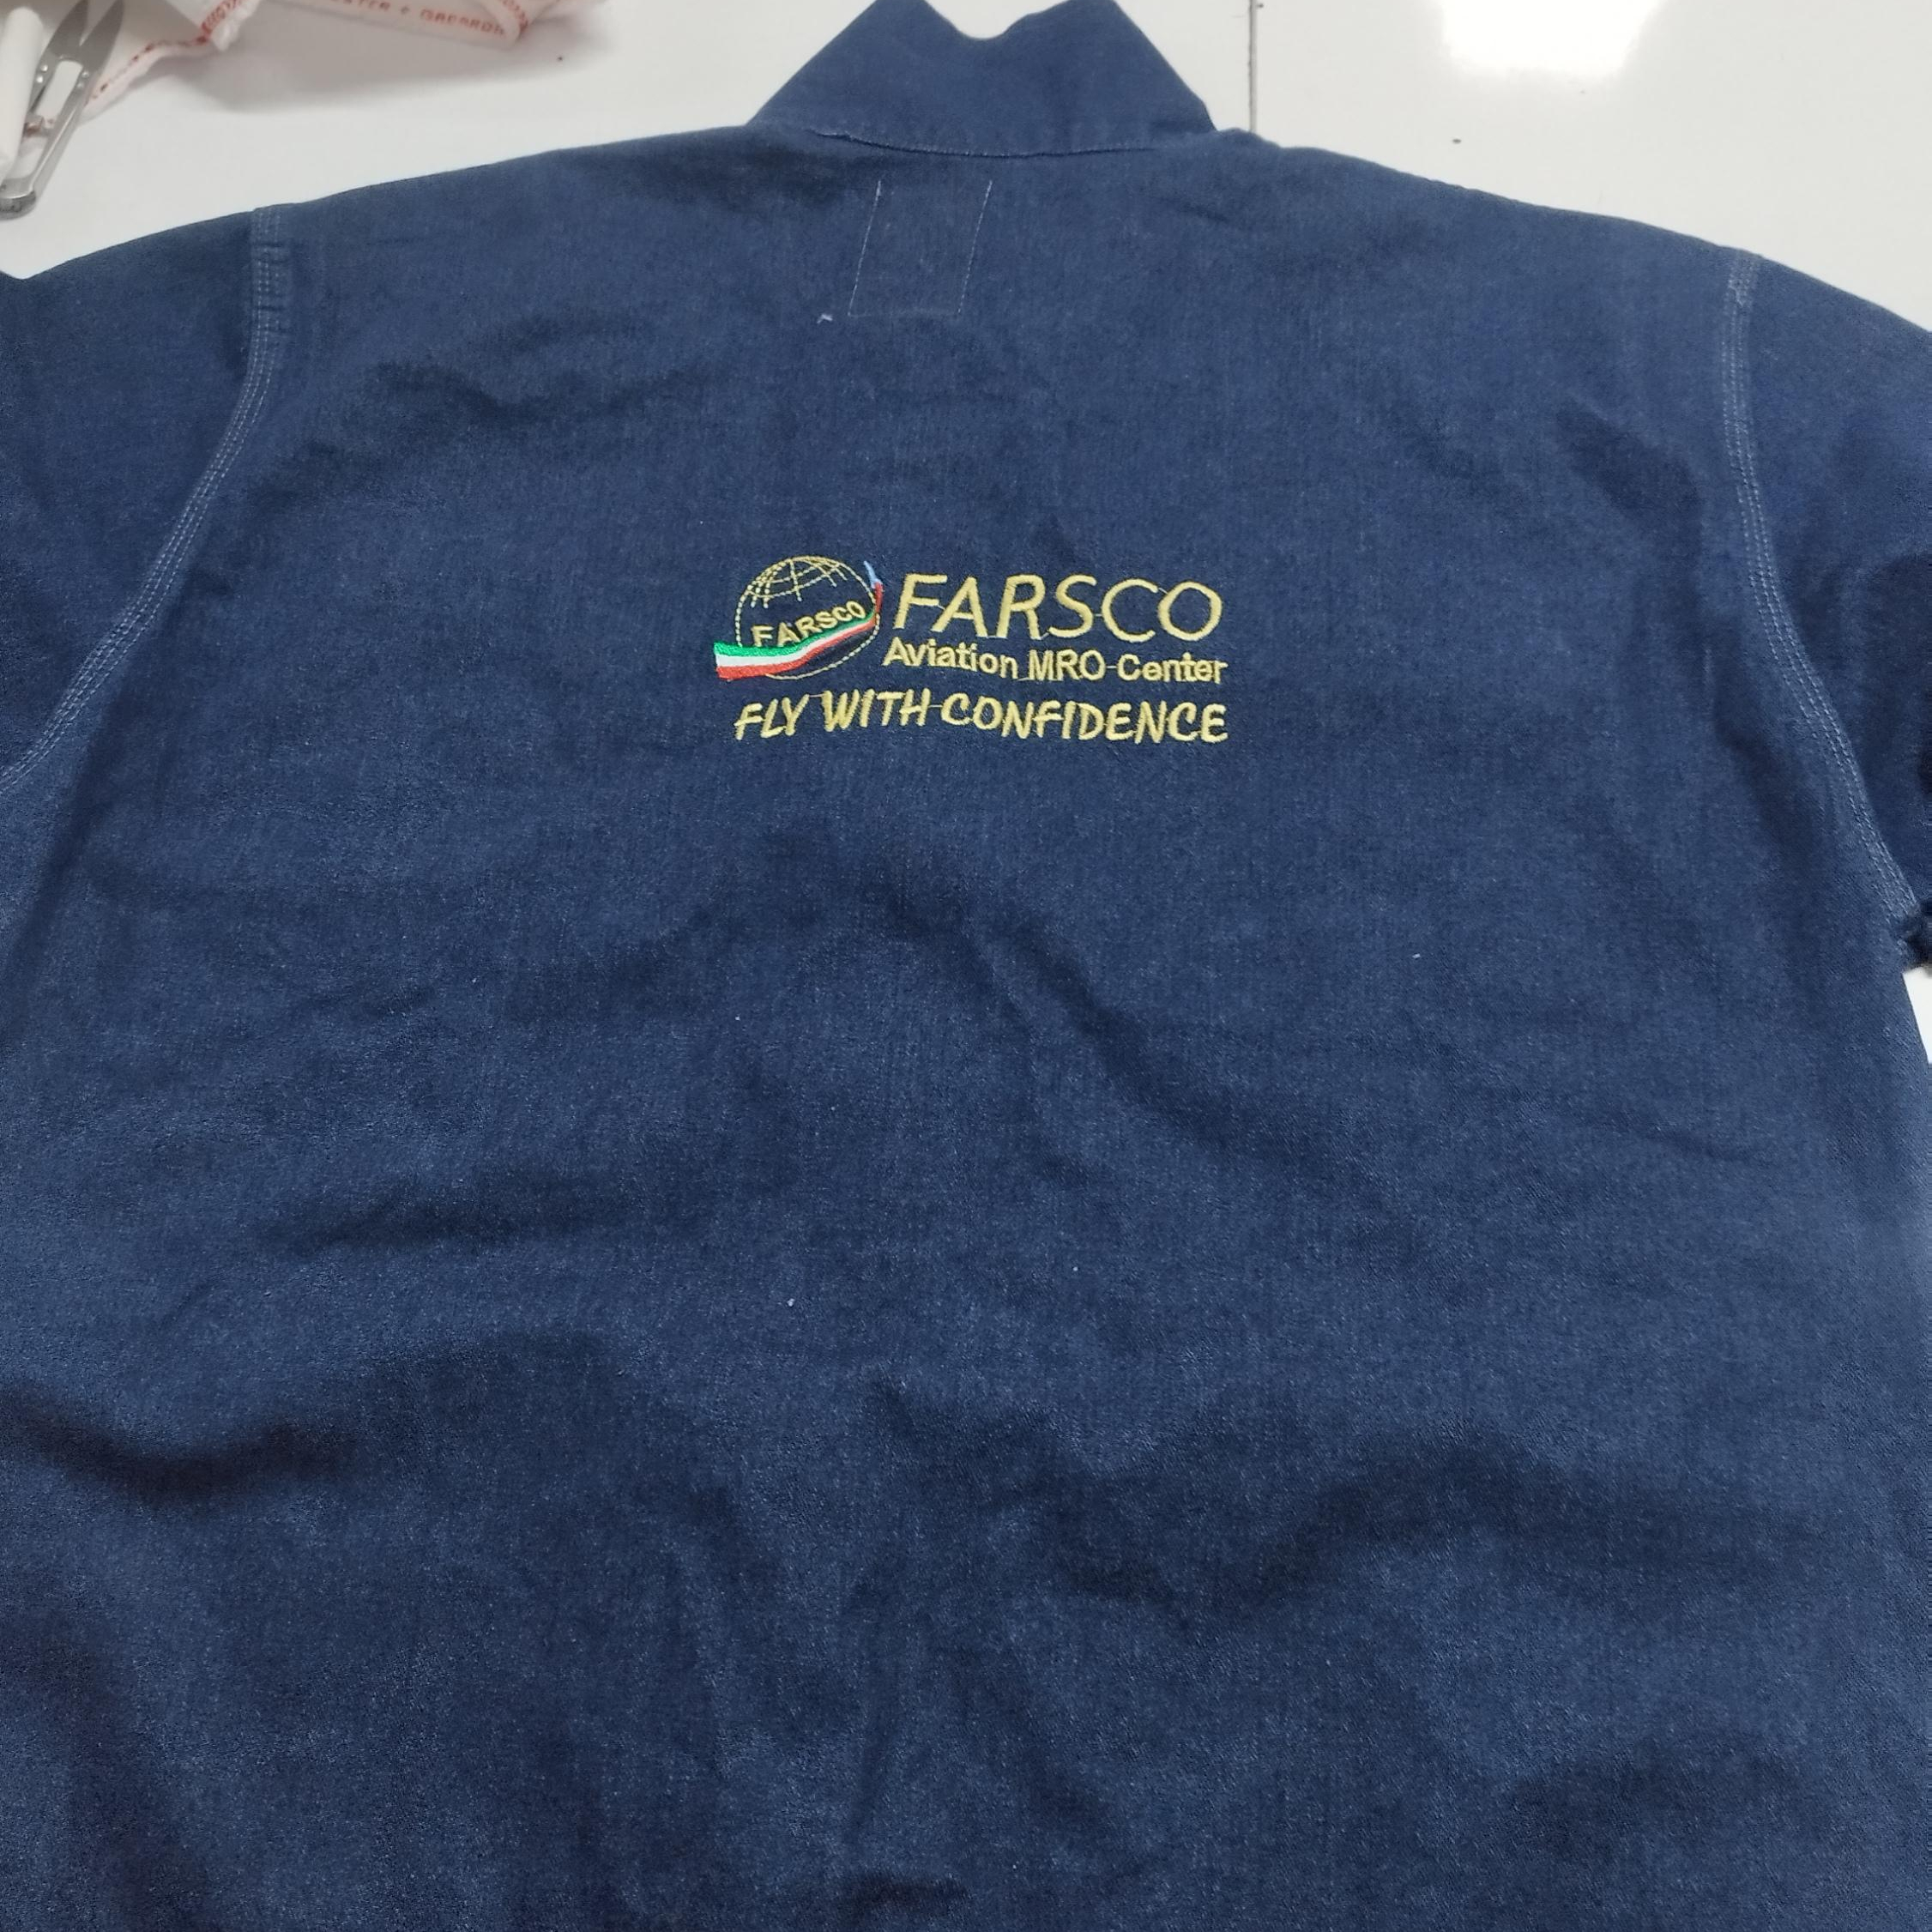 FARSCO
FARSCO
Aviation MRO Center
FLY WITH CONFIDENCE